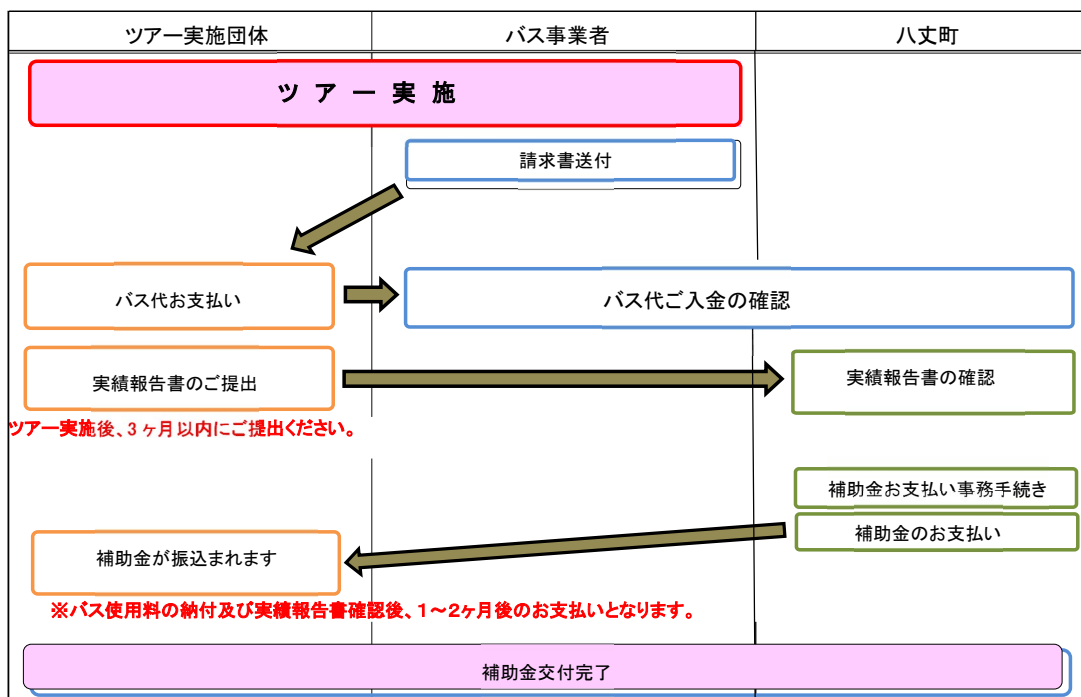 ツアー実施団体
バス事業者
八丈町
ツアー実施
請求書送付
バス代お支払い
バス代ご入金の確認
実績報告書のご提出
実績報告書の確認
ツアー実施後、3ヶ月以内にご提出ください。
補助金お支払い事務手続き
補助金のお支払い
補助金が振込まれます
※バス使用料の納付及び実績報告書確認後、1~2ヶ月後のお支払いとなります。
補助金交付完了